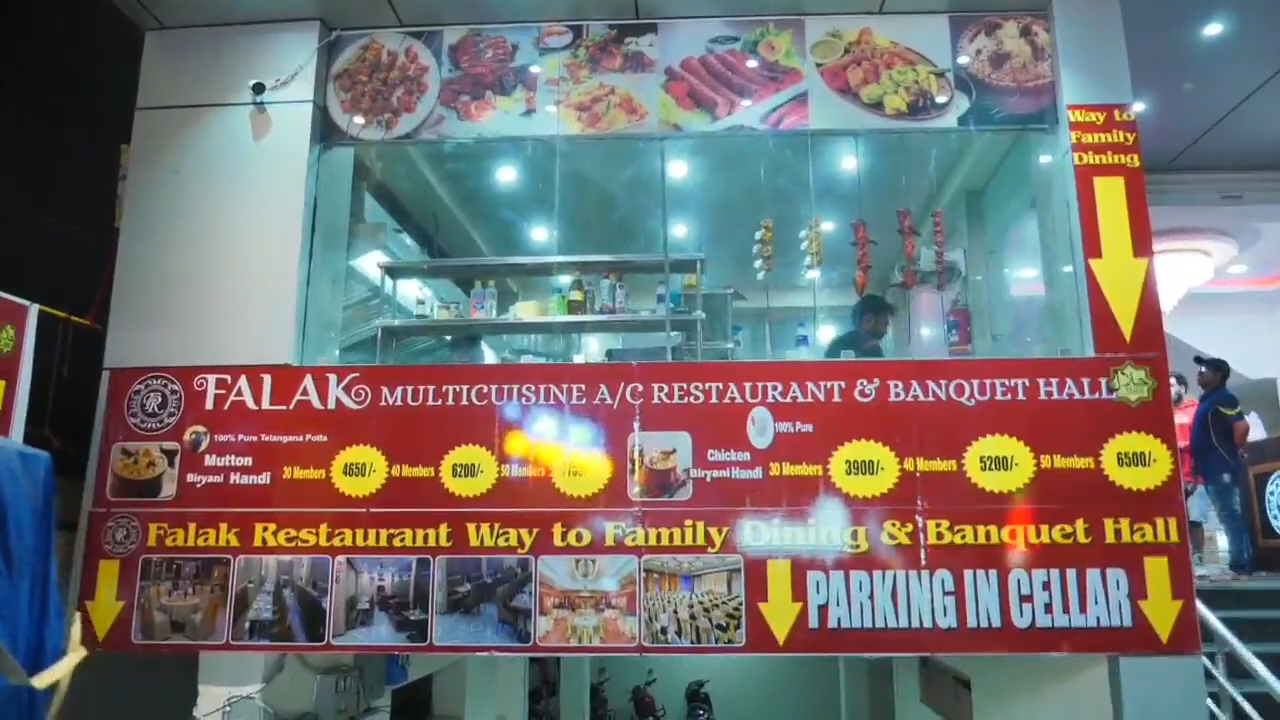 Way to
Family
Dining
FALAK MULTICUISINE A/C RESTAURANT & BANQUET HALL
100% Pure Telangana Potta
Mutton
Biryani Handi
30 Members 4650/- 40 Members 6200/- 50 Members
100% Pure
Chicken
Biryani Handi
30 Members 3900/- 40 Members 5200/- 50 Members 6500/-
Falak Restaurant Way to Family Dining & Banquet Hall
PARKING IN CELLAR